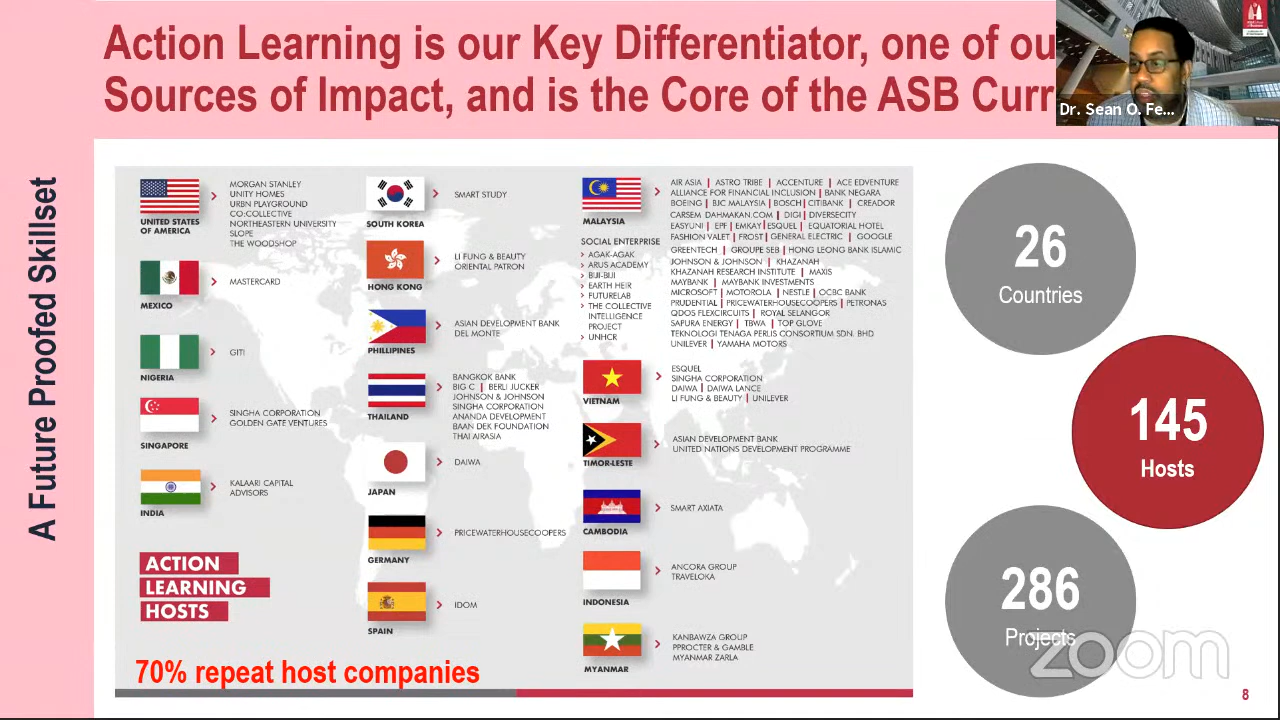 Action Learning is our Key Differentiator, one of ou
Sources of Impact, and is the Core of the ASB Curr
Dr. Sean O. Fe...
A Future Proofed Skillset
UNITED STATES
OF AMERICA
MORGAN STANLEY
UNITY HOMES
URBN PLAYGROUND
CO:COLLECTIVE
NORTHEASTERN UNIVERSITY
SLOPE
THE WOODSHOP
MEXICO
MASTERCARD
NIGERIA
GITI
SINGAPORE
SINGHA CORPORATION
GOLDEN GATE VENTURES
INDIA
KALAARI CAPITAL
ADVISORS
ACTION
LEARNING
HOSTS
70% repeat host companies
SOUTH KOREA
SMART STUDY
HONG KONG
LI FUNG & BEAUTY
ORIENTAL PATRON
PHILLIPINES
ASIAN DEVELOPMENT BANK
DEL MONTE
THAILAND
BANGKOK BANK
BIG C | BERLI JUCKER
JOHNSON & JOHNSON
SINGHA CORPORATION
ANANDA DEVELOPMENT
BAAN DEK FOUNDATION
THAI AIRASIA
JAPAN
DAIWA
GERMANY
PRICEWATERHOUSECOOPERS
SPAIN
IDOM
MALAYSIA
AIR ASIA | ASTRO TRIBE | ACCENTURE | ACE EDVENTURE
ALLIANCE FOR FINANCIAL INCLUSION | BANK NEGARA
BOEING | BJC MALAYSIA | BOSCH | CITIBANK | CREADOR
CARSEM DAHMAKAN.COM | DIGI | DIVERSECITY
EASYUNI | EPF | EMKAY | ESQUEL | EQUATORIAL HOTEL
FASHION VALET | FROST | GENERAL ELECTRIC | GOOGLE
GREENTECH | GROUPE SEB | HONG LEONG BANK ISLAMIC
JOHNSON & JOHNSON | KHAZANAH
KHAZANAH RESEARCH INSTITUTE | MAXIS
MAYBANK | MAYBANK INVESTMENTS
MICROSOFT | MOTOROLA | NESTLE | OCBC BANK
PRUDENTIAL | PRICEWATERHOUSECOOPERS | PETRONAS
QDOS FLEXCIRCUITS | ROYAL SELANGOR
SAPURA ENERGY | TBWA | TOP GLOVE
TEKNOLOGI TENAGA PERLIS CONSORTIUM SDN. BHD
UNILEVER | YAMAHA MOTORS
SOCIAL ENTERPRISE
AGAK-AGAK
ARUS ACADEMY
BIJI-BIJI
EARTH HEIR
FUTURELAB
THE COLLECTIVE
INTELLIGENCE
PROJECT
UNHCR
VIETNAM
ESQUEL
SINGHA CORPORATION
DAIWA | DAIWA LANCE
LI FUNG & BEAUTY | UNILEVER
TIMOR-LESTE
ASIAN DEVELOPMENT BANK
UNITED NATIONS DEVELOPMENT PROGRAMME
CAMBODIA
SMART AXIATA
INDONESIA
ANCORA GROUP
TRAVELOKA
MYANMAR
KANBAWZA GROUP
PPROCTER & GAMBLE
MYANMAR ZARLA
26
Countries
145
Hosts
286
Projects
zoom
8